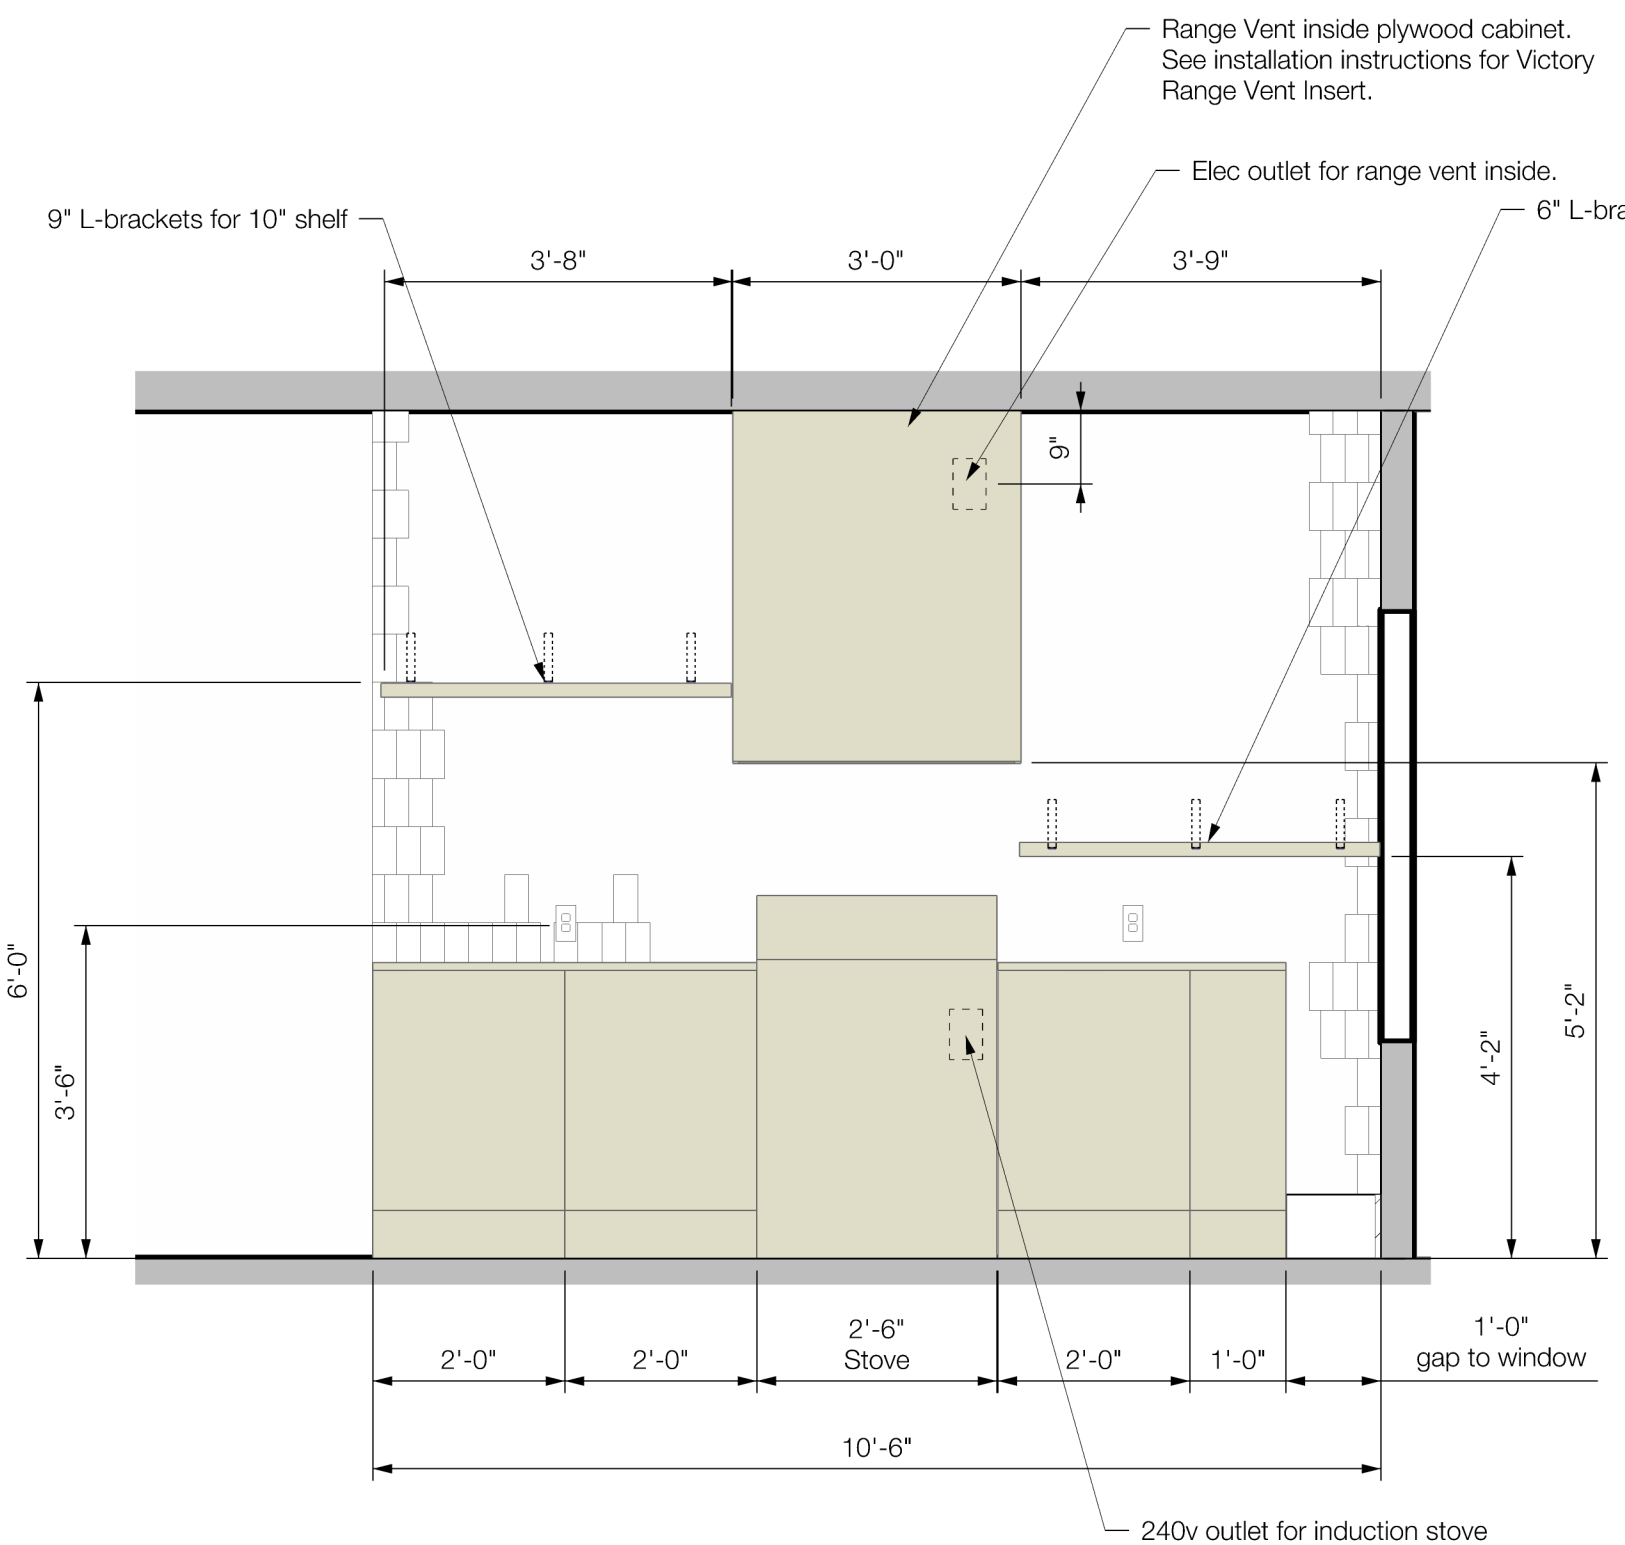 Range Vent inside plywood cabinet.
See installation instructions for Victory
Range Vent Insert.
Elec outlet for range vent inside.
9" L-brackets for 10" shelf
6"
3'-8"
3'-0"
3'-9"
9"
6'-0"
3'-6"
5'-2"
4'-2"
2'-0"
2'-0"
2'-6"
Stove
2'-0"
1'-0"
1'-0"
gap to window
10'-6"
240v outlet for induction stove